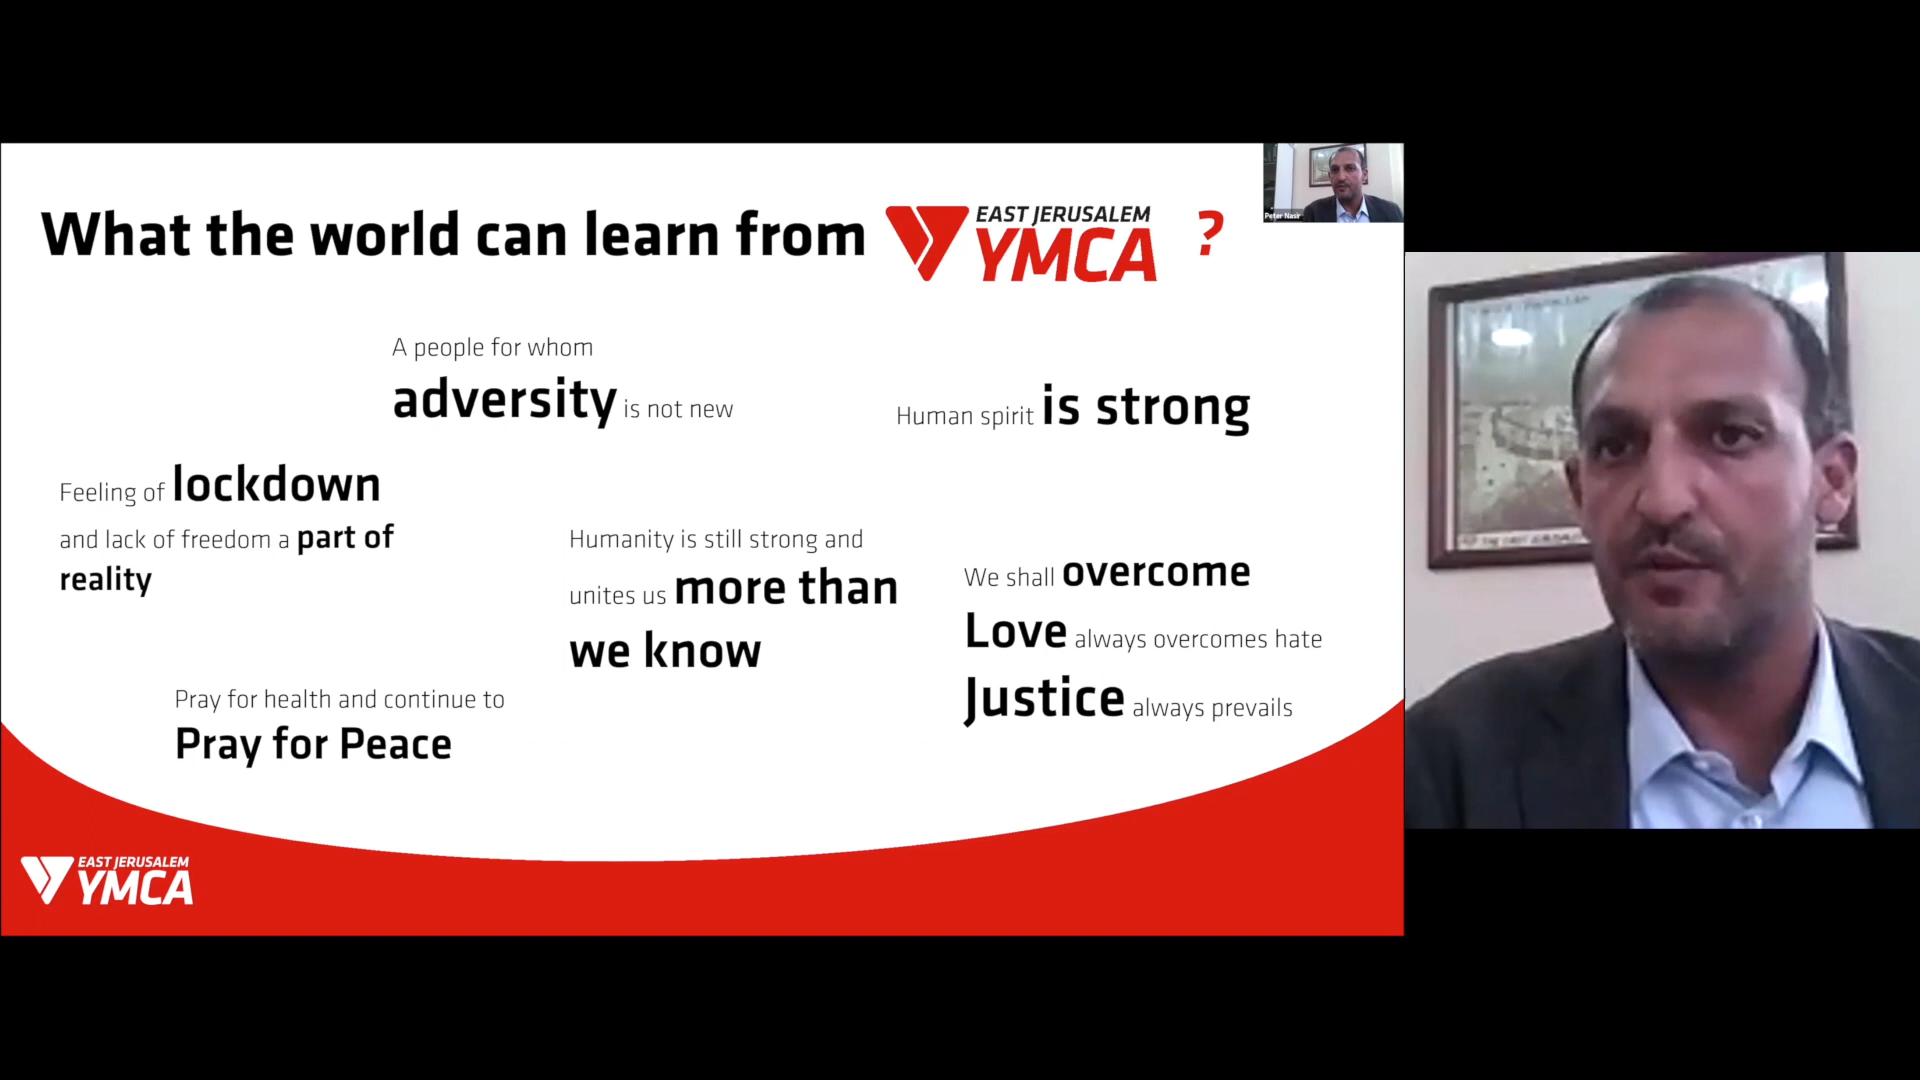 What the world can learn from EAST JERUSALEM YMCA ?
Peter Nasir
A people for whom
adversity is not new
Human spirit is strong
Feeling of lockdown
and lack of freedom a part of
reality
Humanity is still strong and
unites us more than
we know
We shall overcome
Love always overcomes hate
Justice always prevails
Pray for health and continue to
Pray for Peace
EAST JERUSALEM
YMCA